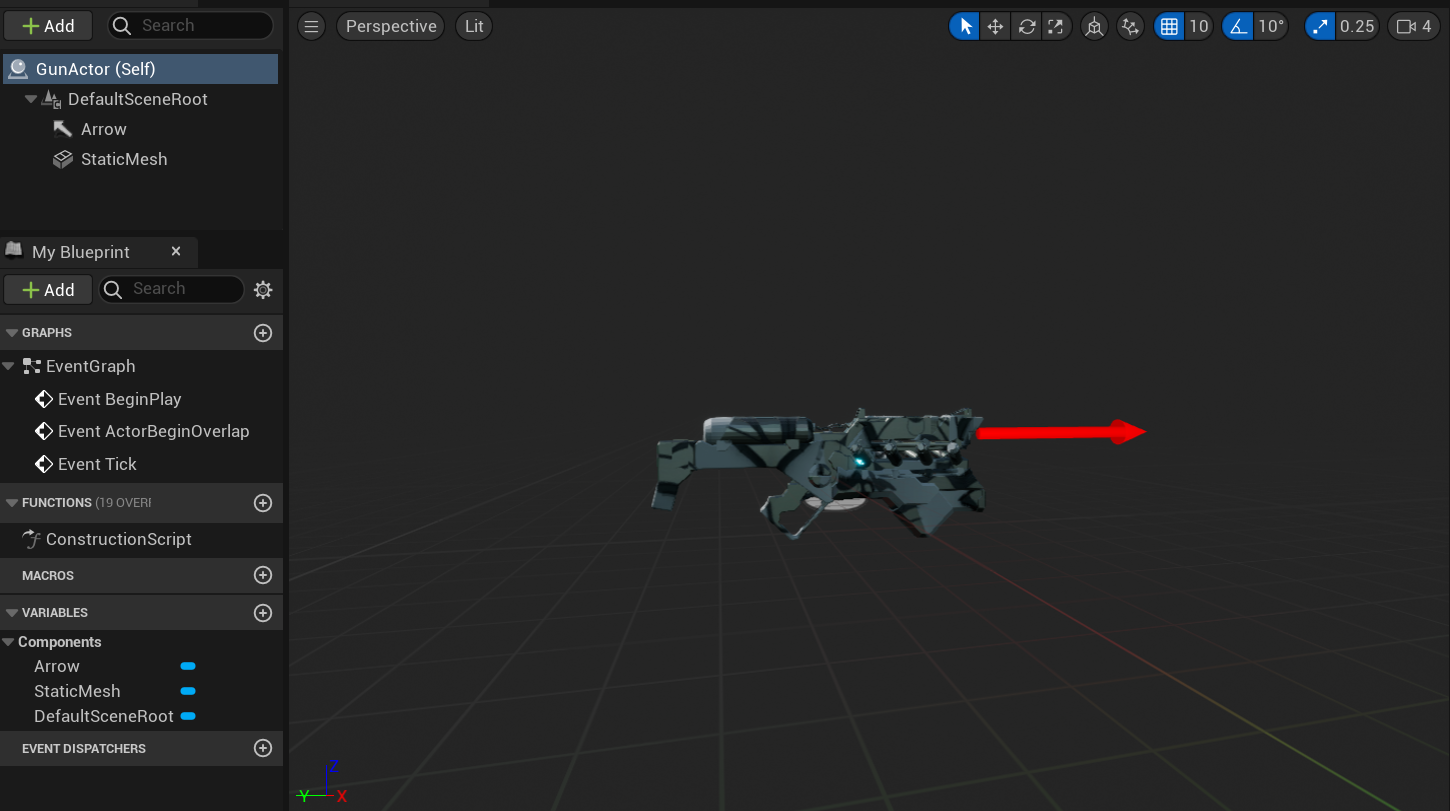 Add
Search
Perspective
Lit
10
10°
0.25
4
GunActor (Self)
DefaultSceneRoot
Arrow
StaticMesh
My Blueprint
Add
Search
GRAPHS
EventGraph
Event BeginPlay
Event ActorBeginOverlap
Event Tick
FUNCTIONS (19 OVERI
ConstructionScript
MACROS
VARIABLES
Components
Arrow
StaticMesh
DefaultSceneRoot
EVENT DISPATCHERS
Z
Y
X